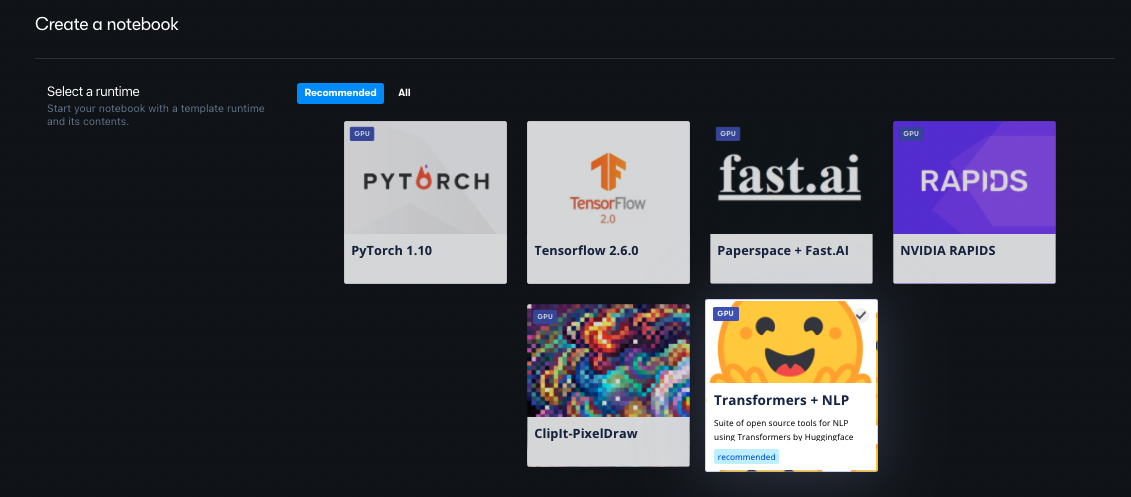 Create a notebook
Select a runtime
Start your notebook with a template runtime
and its contents.
Recommended
All
GPU
PYTORCH
PyTorch 1.10
TensorFlow
2.0
Tensorflow 2.6.0
GPU
fast.ai
Paperspace + Fast.AI
GPU
RAPIDS
NVIDIA RAPIDS
GPU
ClipIt-PixelDraw
GPU
Transformers + NLP
Suite of open source tools for NLP
using Transformers by Huggingface
recommended